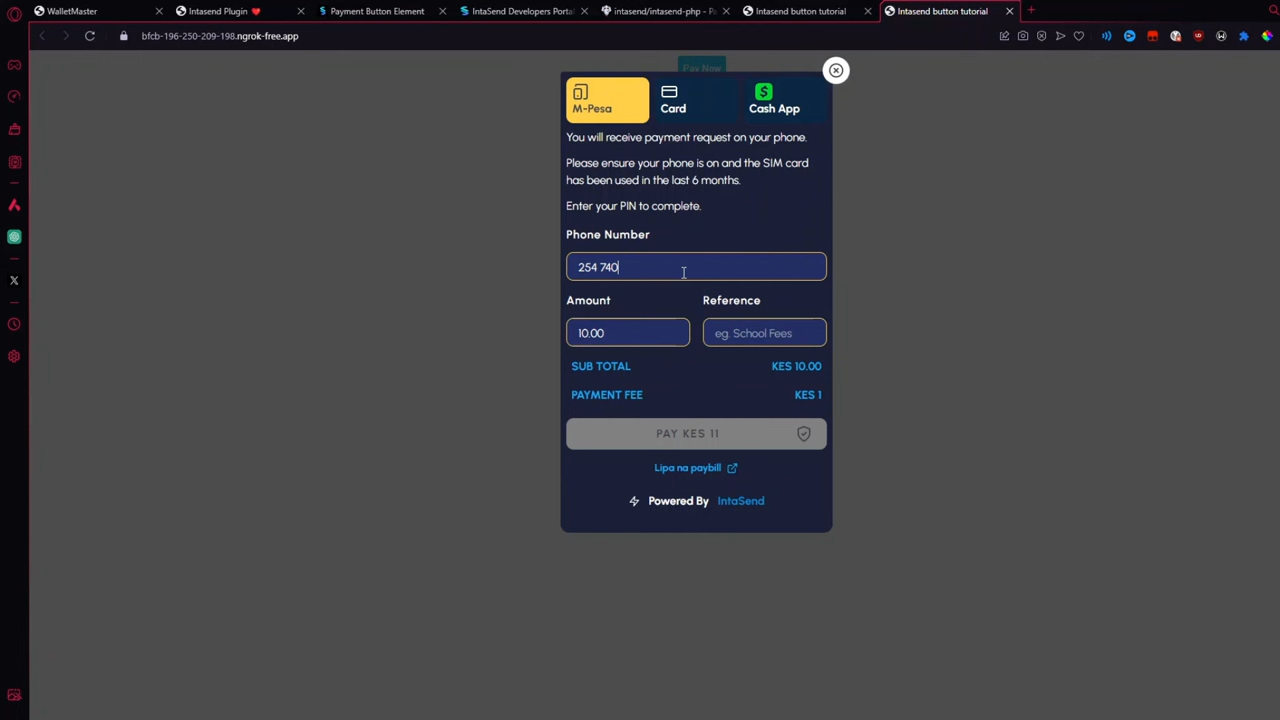 WalletMaster
Intasend Plugin ❤️
Payment Button Element
IntaSend Developers Porta
intasend/intasend-php - Pa
Intasend button tutorial
Intasend button tutorial
bfcb-196-250-209-198.ngrok-free.app
Pay Now
M-Pesa
Card
Cash App
You will receive payment request on your phone.
Please ensure your phone is on and the SIM card
has been used in the last 6 months.
Enter your PIN to complete.
Phone Number
254 740
Amount
Reference
10.00
eg. School Fees
SUB TOTAL
KES 10.00
PAYMENT FEE
KES 1
PAY KES 11
Lipa na paybill
Powered By IntaSend